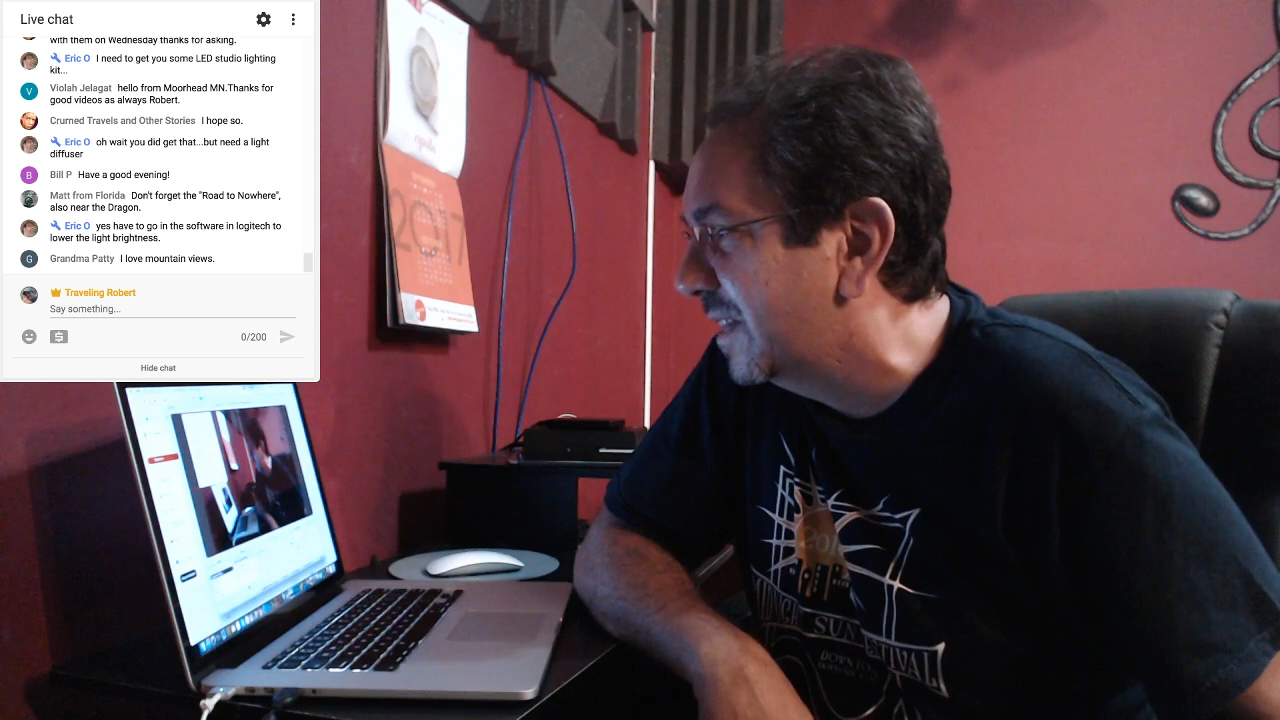 Live chat
with them on Wednesday thanks for asking.
Eric O I need to get you some LED studio lighting
kit...
V Violah Jelagat hello from Moorhead MN.Thanks for
good videos as always Robert.
Crurned Travels and Other Stories I hope so.
Eric O oh wait you did get that...but need a light
diffuser
B Bill P Have a good evening!
Matt from Florida Don't forget the "Road to Nowhere",
also near the Dragon.
Eric O yes have to go in the software in logitech to
lower the light brightness.
G Grandma Patty I love mountain views.
Traveling Robert
Say something...
0/200
Hide chat
2017
SUN